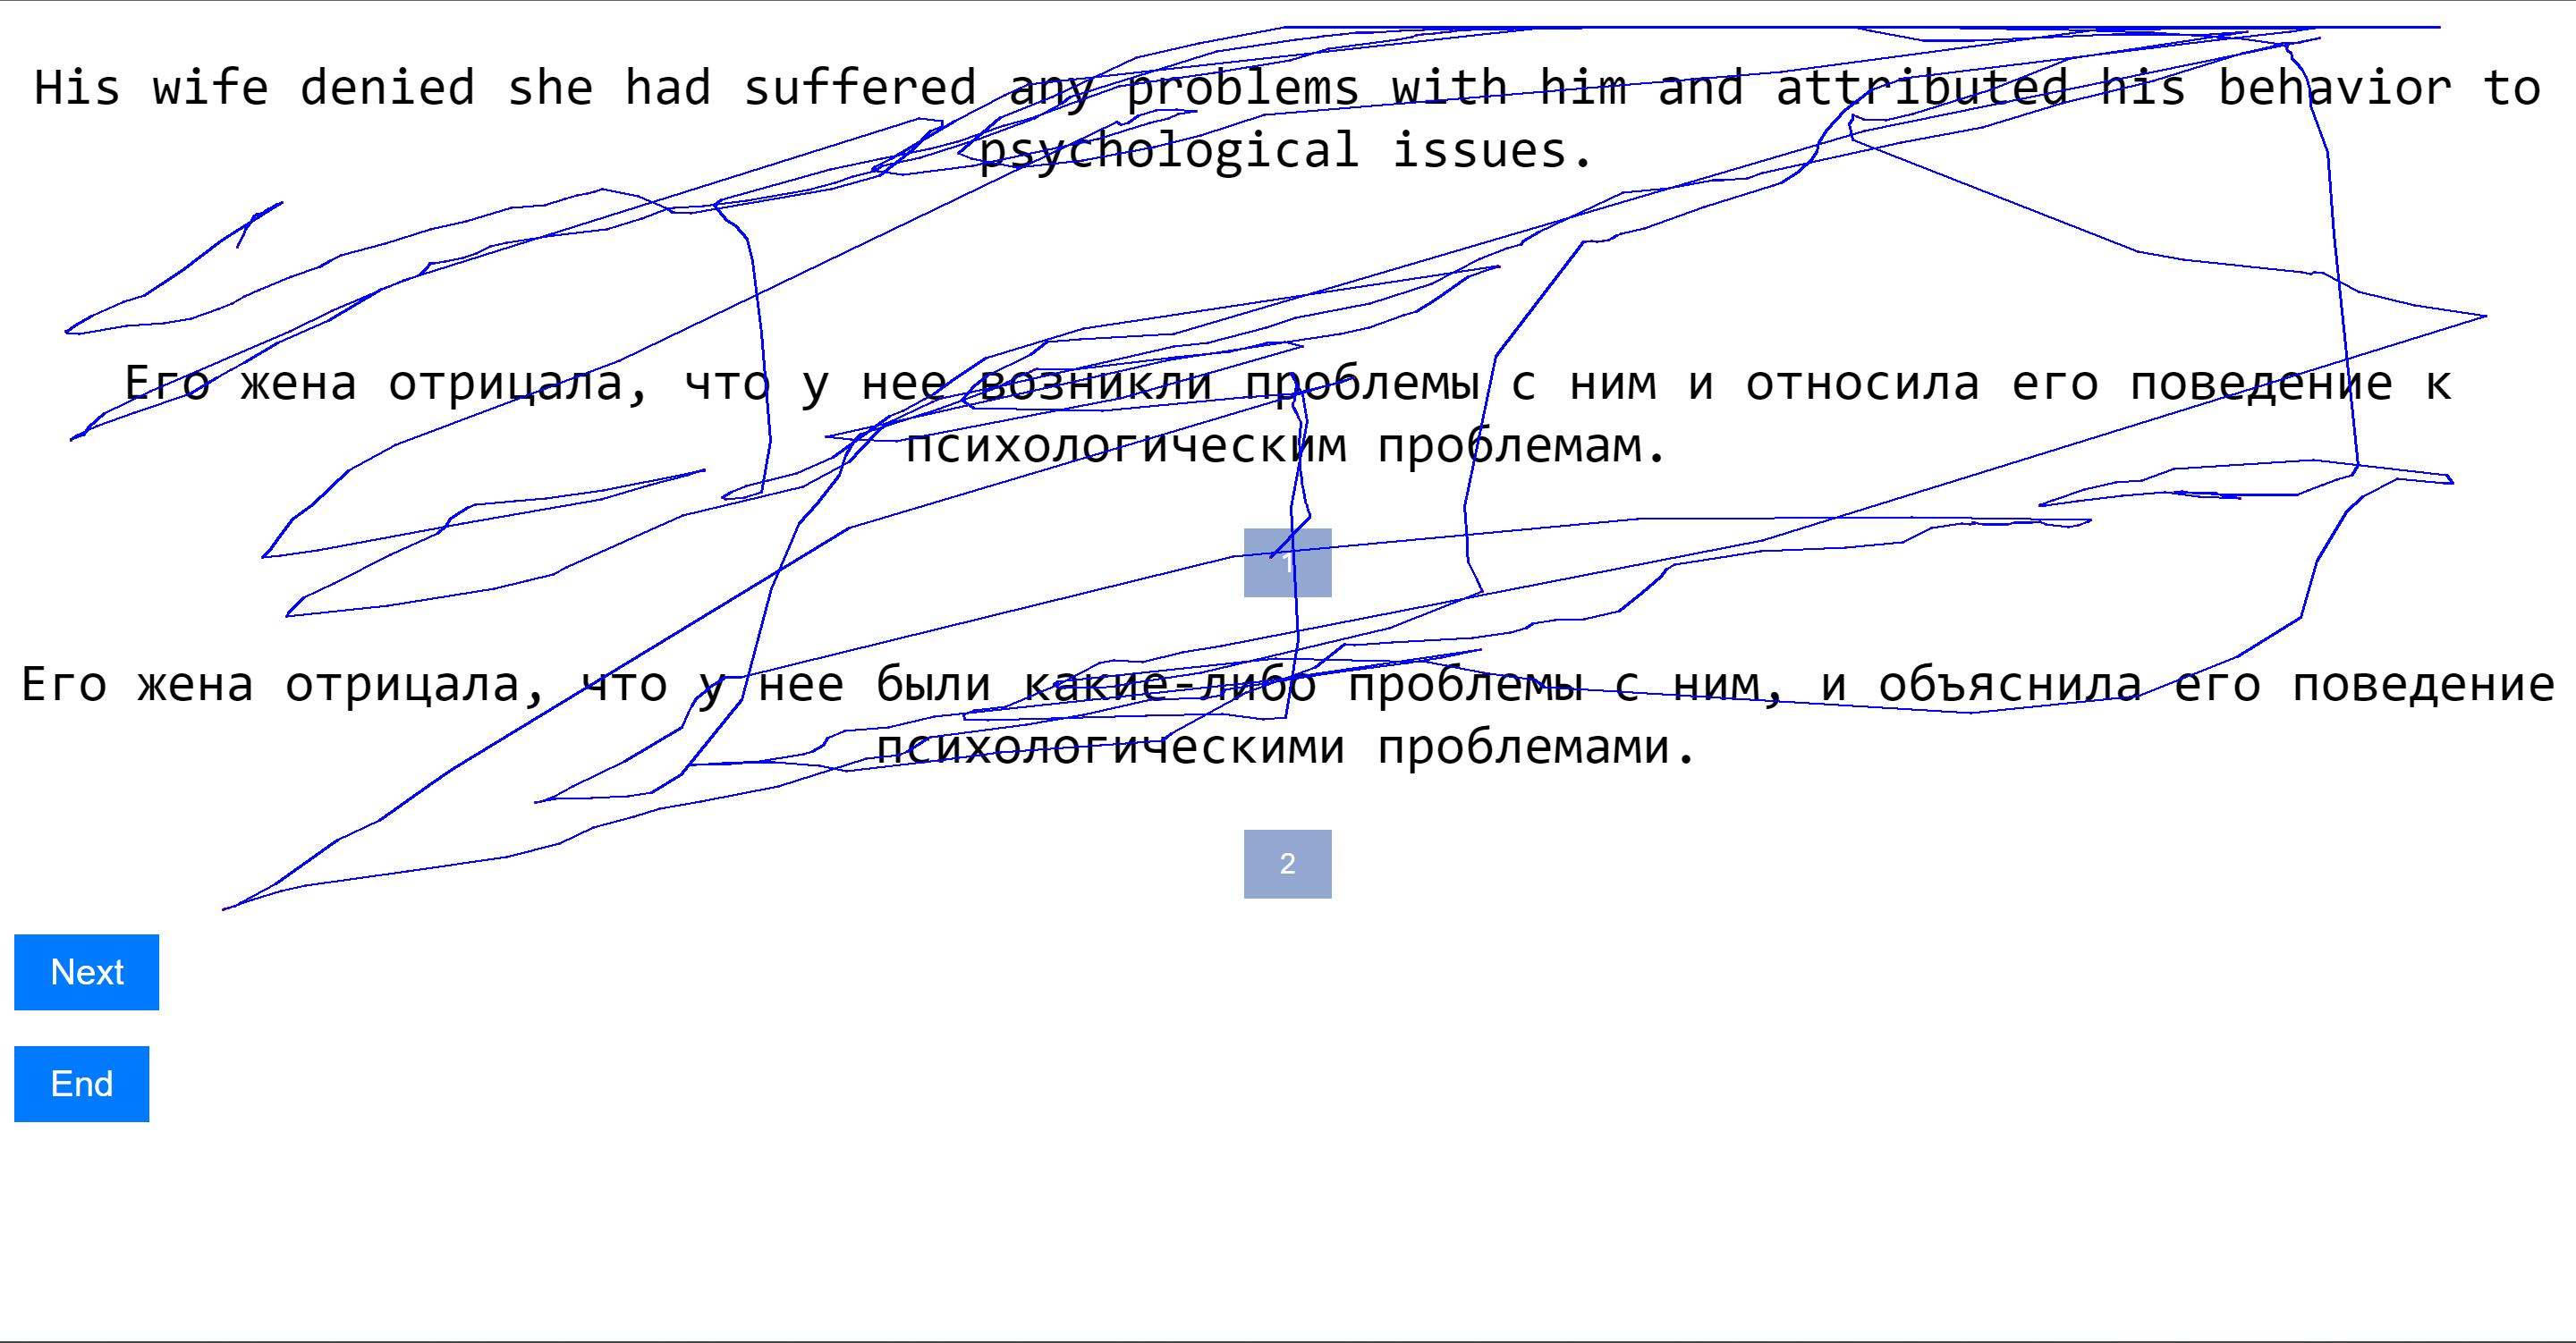 His wife denied she had suffered any problems with him and attributed his behavior to
psychological issues.
Его жена отрицала, что у нее возникли проблемы с ним и относила его поведение к
психологическим проблемам.
1
Его жена отрицала, что у нее были какие-либо проблемы с ним, и объяснила его поведение
психологическими проблемами.
2
Next
End